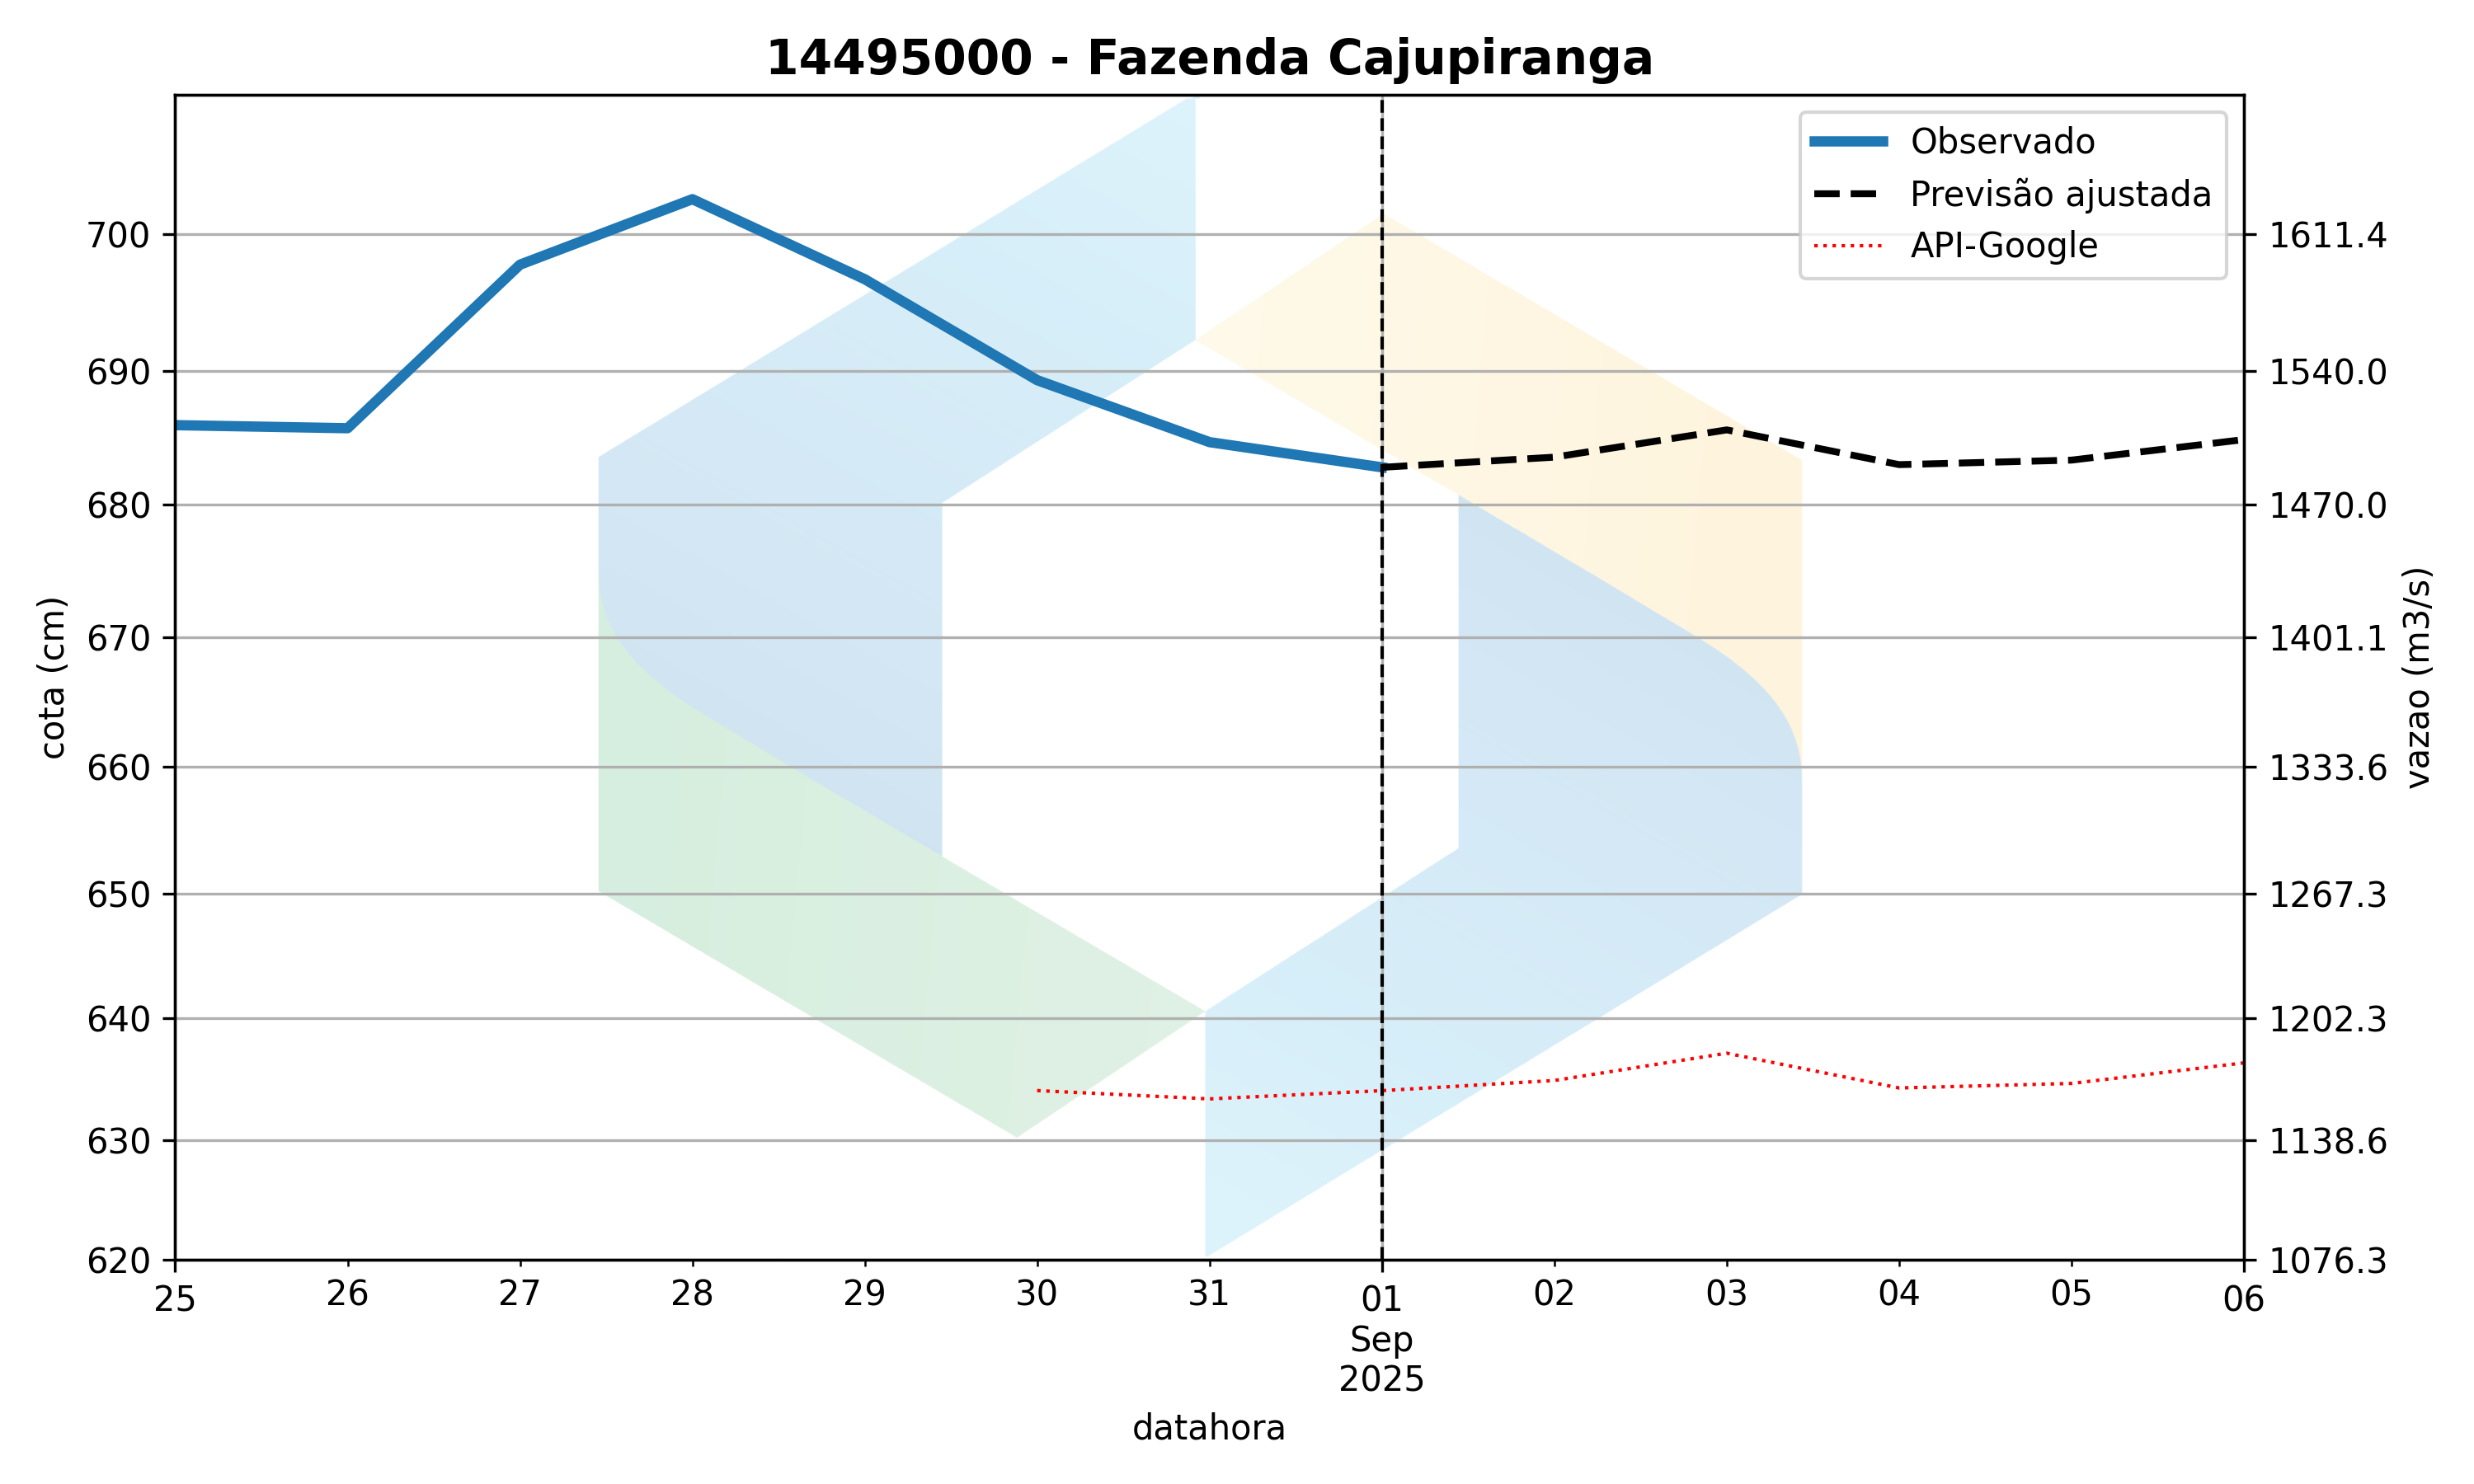 14495000 - Fazenda Cajupiranga
Observado
Previsão ajustada
API-Google
cota (cm)
700
690
680
670
660
650
640
630
620
1611.4
1540.0
1470.0
1401.1
1333.6
1267.3
1202.3
1138.6
1076.3
vazao (m3/s)
25 26 27 28 29 30 31 01 02 03 04 05 06
Sep
2025
datahora